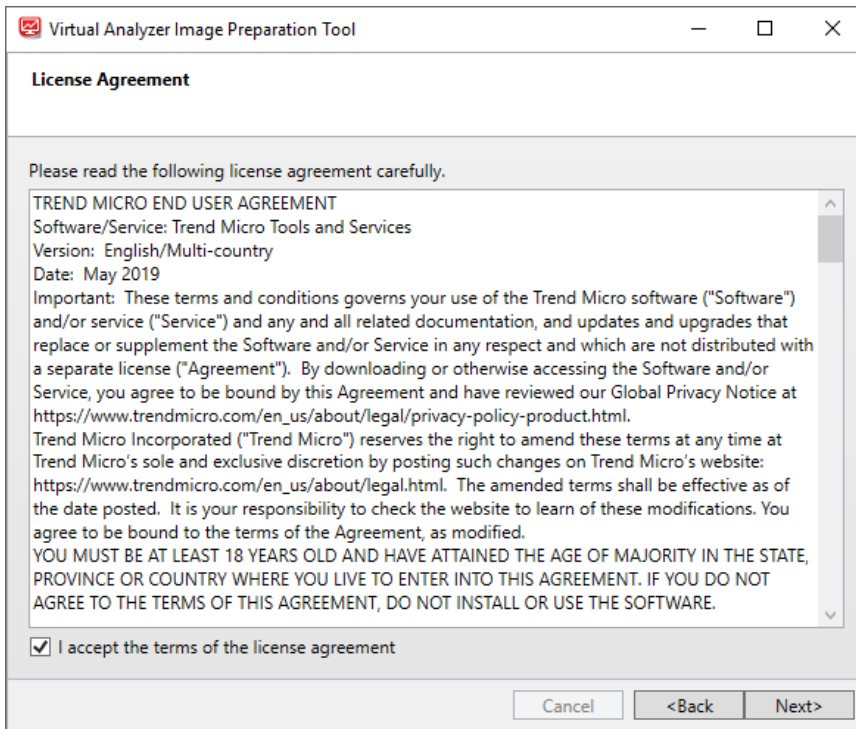 Virtual Analyzer Image Preparation Tool
License Agreement
Please read the following license agreement carefully.
TREND MICRO END USER AGREEMENT
Software/Service: Trend Micro Tools and Services
Version:  English/Multi-country
Date:  May 2019
Important:  These terms and conditions governs your use of the Trend Micro software ("Software")
and/or service ("Service") and any and all related documentation, and updates and upgrades that
replace or supplement the Software and/or Service in any respect and which are not distributed with
a separate license ("Agreement").  By downloading or otherwise accessing the Software and/or
Service, you agree to be bound by this Agreement and have reviewed our Global Privacy Notice at
https://www.trendmicro.com/en_us/about/legal/privacy-policy-product.html.
Trend Micro Incorporated ("Trend Micro") reserves the right to amend these terms at any time at
Trend Micro's sole and exclusive discretion by posting such changes on Trend Micro's website:
https://www.trendmicro.com/en_us/about/legal.html.  The amended terms shall be effective as of
the date posted.  It is your responsibility to check the website to learn of these modifications. You
agree to be bound to the terms of the Agreement, as modified.
YOU MUST BE AT LEAST 18 YEARS OLD AND HAVE ATTAINED THE AGE OF MAJORITY IN THE STATE,
PROVINCE OR COUNTRY WHERE YOU LIVE TO ENTER INTO THIS AGREEMENT. IF YOU DO NOT
AGREE TO THE TERMS OF THIS AGREEMENT, DO NOT INSTALL OR USE THE SOFTWARE.
I accept the terms of the license agreement
Cancel
<Back
Next>